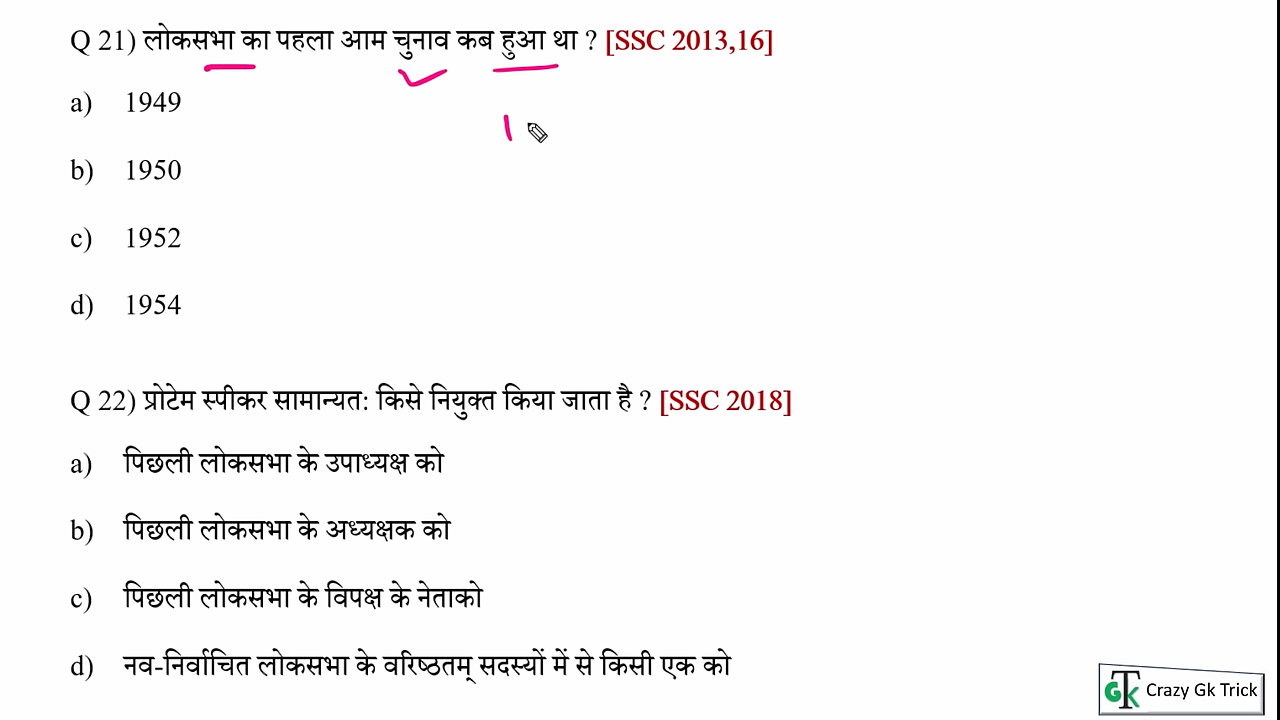 Q 21) लोकसभा का पहला आम चुनाव कब हुआ था ? [SSC 2013,16]
a) 1949
b) 1950
c) 1952
d) 1954
Q 22) प्रोटेम स्पीकर सामान्यत: किसे नियुक्त किया जाता है ? [SSC 2018]
a) पिछली लोकसभा के उपाध्यक्ष को
b) पिछली लोकसभा के अध्यक्षक को
c) पिछली लोकसभा के विपक्ष के नेताको
d) नव-निर्वाचित लोकसभा के वरिष्ठतम् सदस्यों में से किसी एक को
GTK Crazy Gk Trick